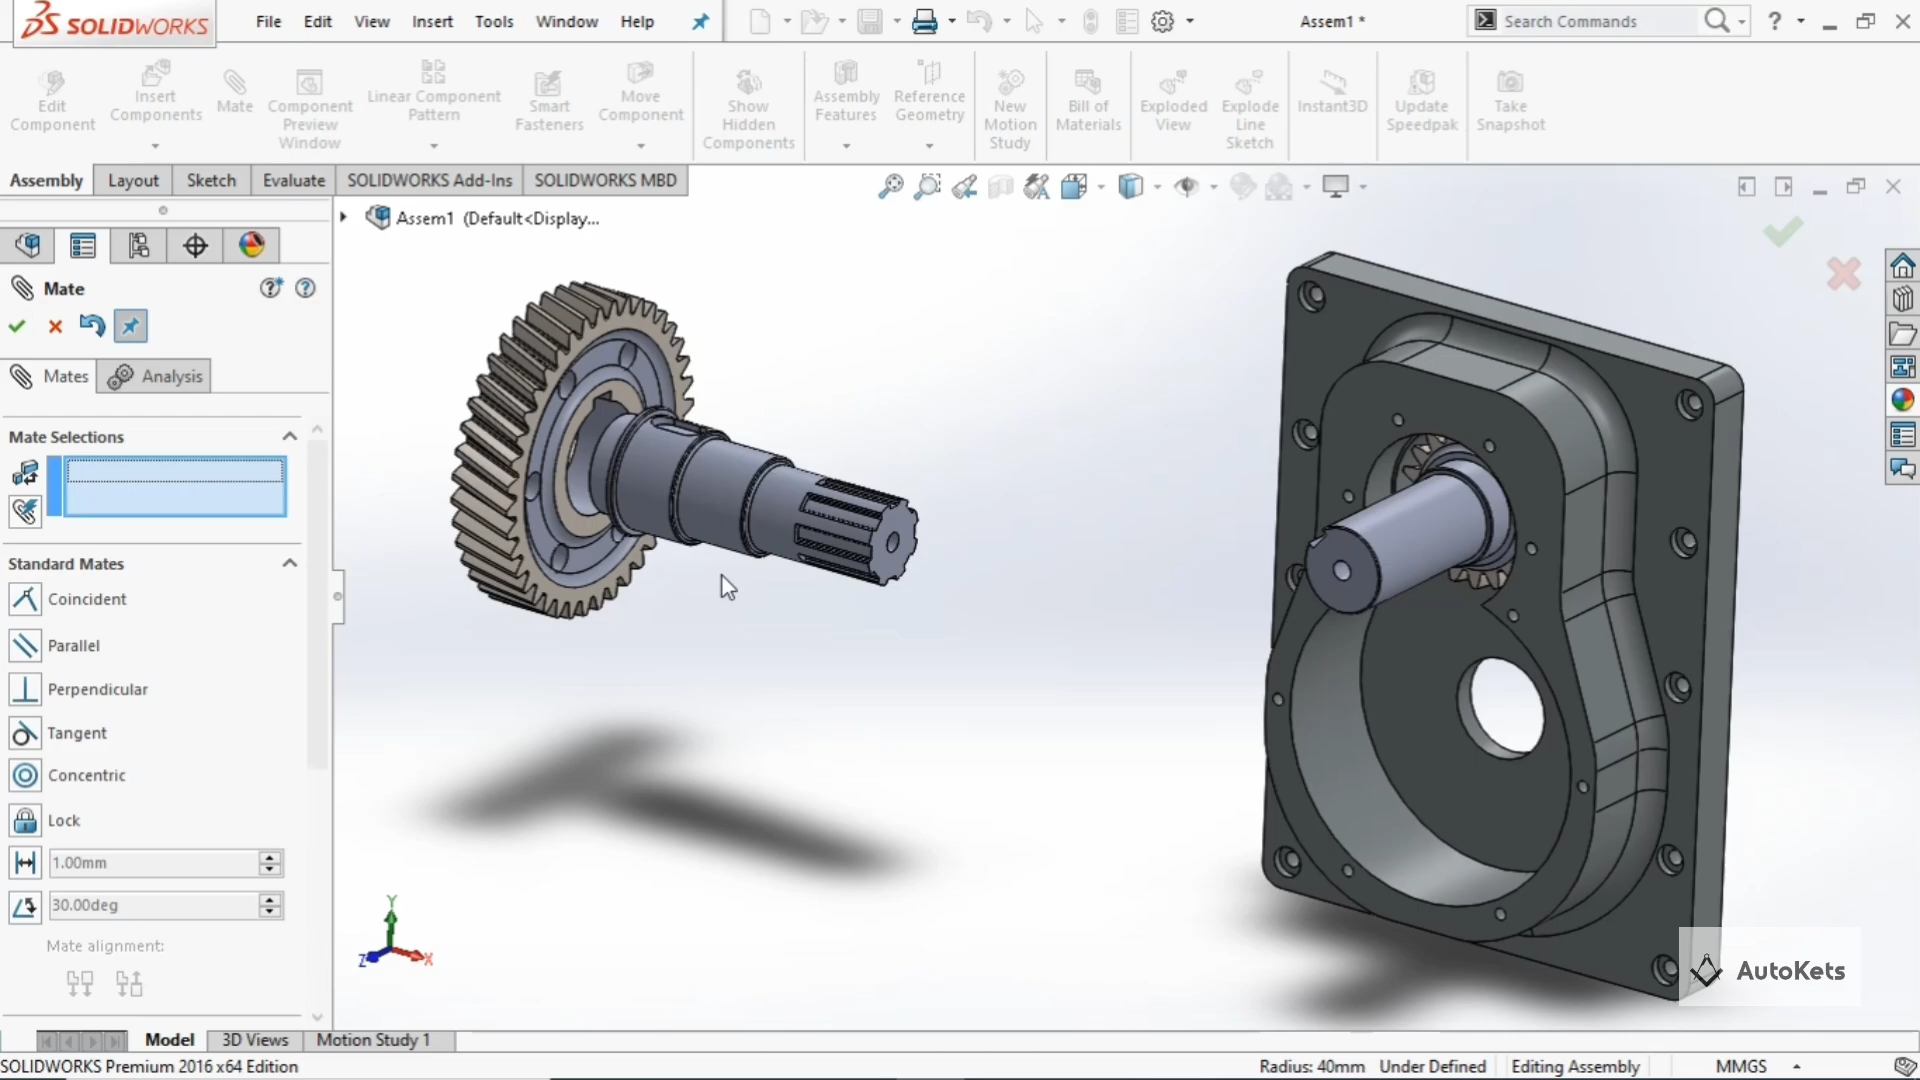 SOLIDWORKS
File Edit View Insert Tools Window Help
Assem1 *
Search Commands
?
Edit Component
Insert Components
Mate
Component Preview Window
Linear Component Pattern
Smart Fasteners
Move Component
Show Hidden Components
Assembly Features
Reference Geometry
New Motion Study
Bill of Materials
Exploded View
Explode Line Sketch
Instant3D
Update Speedpak
Take Snapshot
Assembly Layout Sketch Evaluate SOLIDWORKS Add-Ins SOLIDWORKS MBD
Assem1 (Default<Display...
Mate
Mates Analysis
Mate Selections
Standard Mates
Coincident
Parallel
Perpendicular
Tangent
Concentric
Lock
1.00mm
30.00deg
Mate alignment:
Y
Z X
AutoKets
Model 3D Views Motion Study 1
SOLIDWORKS Premium 2016 x64 Edition
Radius: 40mm Under Defined Editing Assembly MMGS